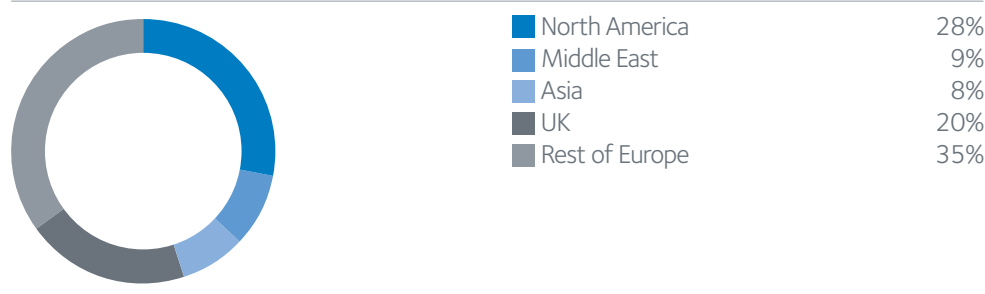 North America 28%
Middle East 9%
Asia 8%
UK 20%
Rest of Europe 35%